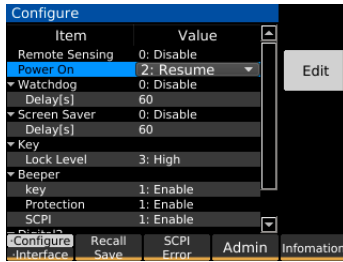 Configure
Item Value
Remote Sensing 0: Disable
Power On 2: Resume
Edit
Watchdog 0: Disable
Delay[s] 60
Screen Saver 0: Disable
Delay[s] 60
Key
Lock Level 3: High
Beeper
key 1: Enable
Protection 1: Enable
SCPI 1: Enable
·Configure Recall SCPI Admin Infomation
·Interface Save Error